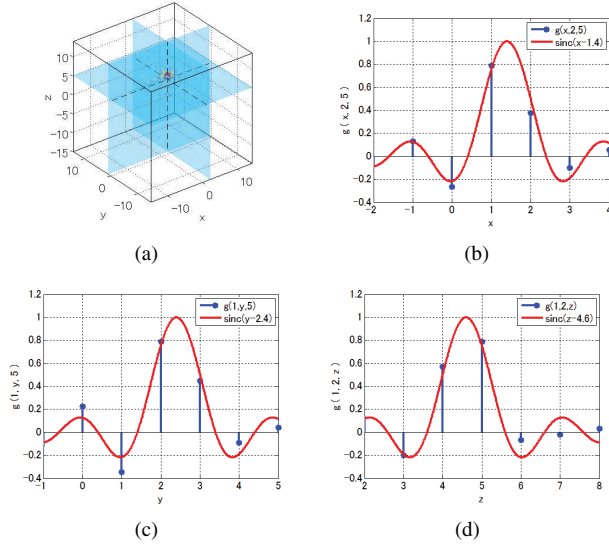 10
5
0
-5
-10
-15
z
10
0
-10
y
-10
0
10
x
(a)
1.2
1
0.8
0.6
0.4
0.2
0
-0.2
-0.4
g ( x, 2, 5 )
g(x,2,5)
sinc(x-1.4)
-2 -1 0 1 2 3 4
x
(b)
1.2
1
0.8
0.6
0.4
0.2
0
-0.2
-0.4
g ( 1, y, 5 )
g(1,y,5)
sinc(y-2.4)
-1 0 1 2 3 4 5
y
(c)
1.2
1
0.8
0.6
0.4
0.2
0
-0.2
-0.4
g ( 1, 2, z )
g(1,2,z)
sinc(z-4.6)
2 3 4 5 6 7 8
z
(d)